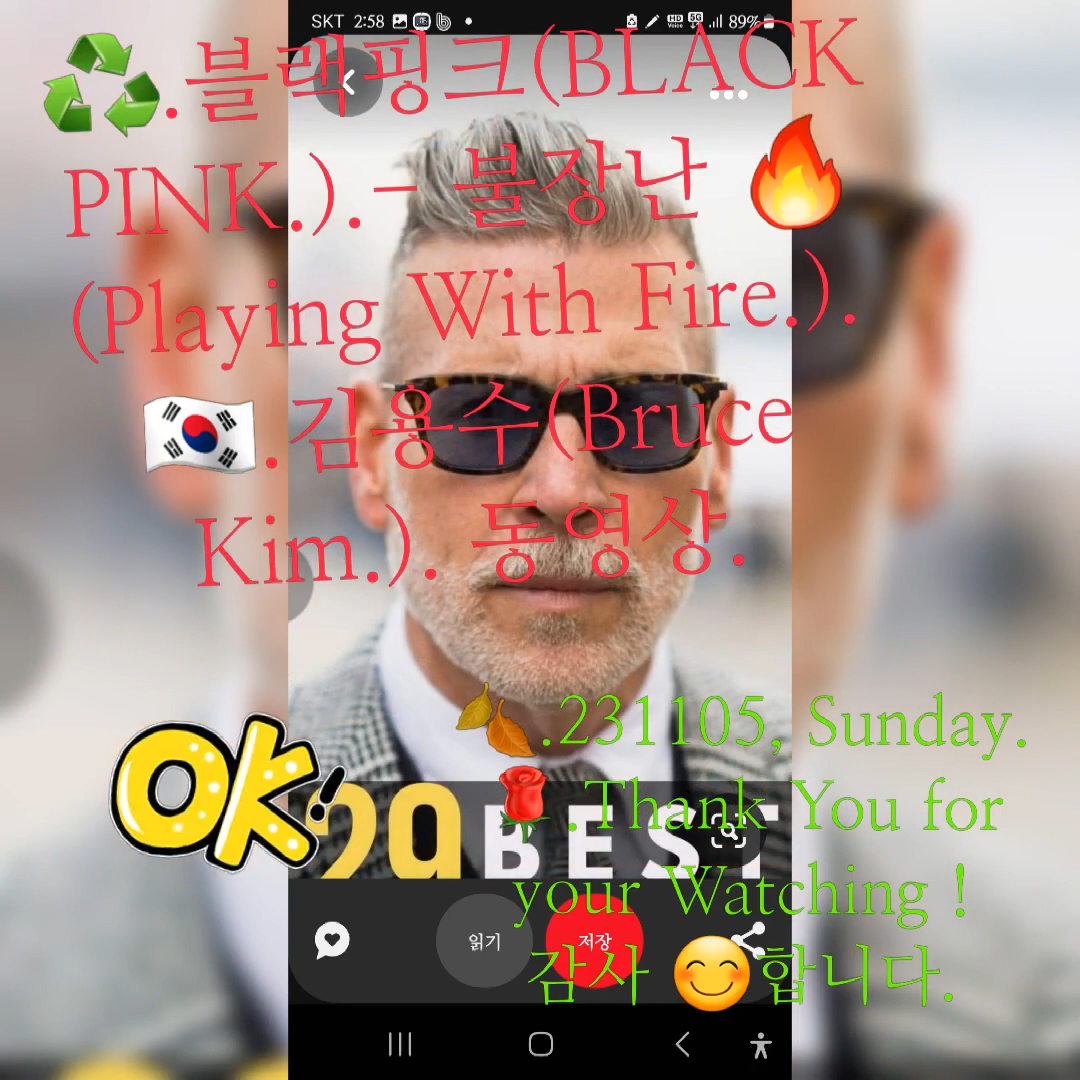 SKT 2:58 89%
♻️.블랙핑크(BLACK
PINK.). - 불장난 🔥
(Playing With Fire.).
🇰🇷.김용수(Bruce
Kim.). 동영상.
🍂.231105, Sunday.
🌹.Thank You for
your Watching !
감사 😊합니다.
OK!
BEST
읽기
저장